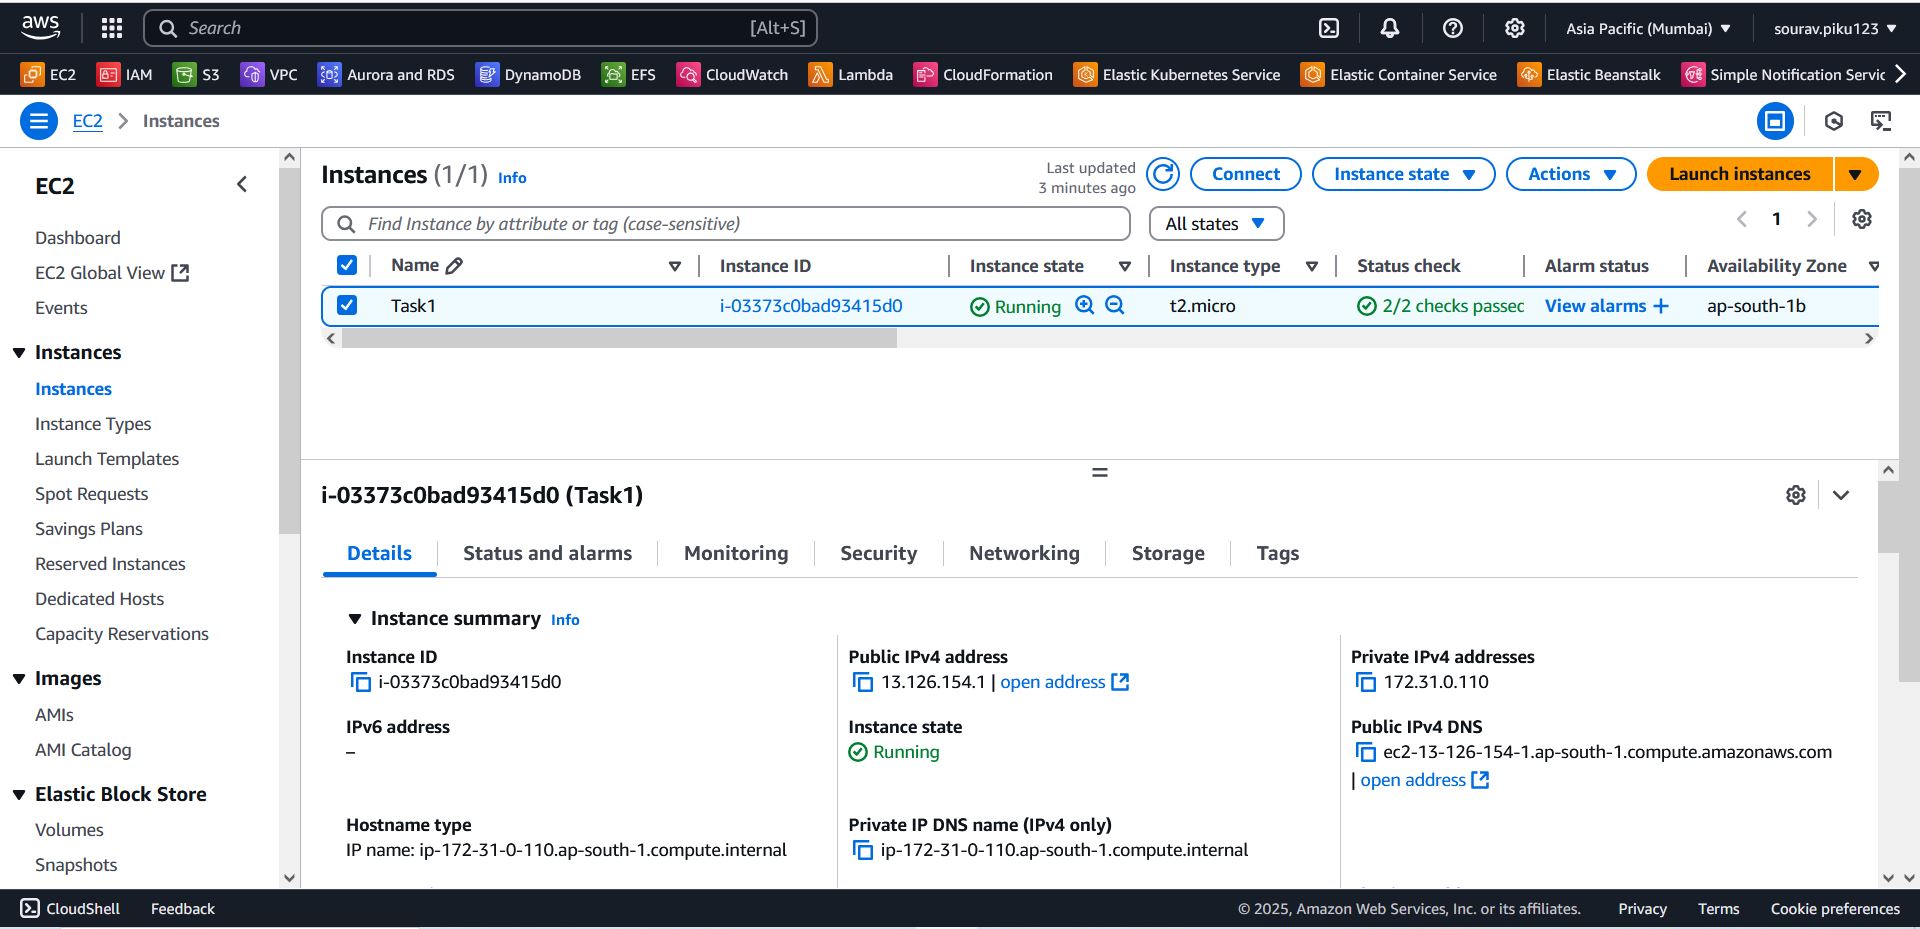 aws
Search [Alt+S]
Asia Pacific (Mumbai)
sourav.piku123
EC2
IAM
S3
VPC
Aurora and RDS
DynamoDB
EFS
CloudWatch
Lambda
CloudFormation
Elastic Kubernetes Service
Elastic Container Service
Elastic Beanstalk
Simple Notification Servic
EC2 > Instances
EC2
Dashboard
EC2 Global View
Events
Instances
Instances
Instance Types
Launch Templates
Spot Requests
Savings Plans
Reserved Instances
Dedicated Hosts
Capacity Reservations
Images
AMIs
AMI Catalog
Elastic Block Store
Volumes
Snapshots
Instances (1/1) Info
Last updated
3 minutes ago
Connect
Instance state
Actions
Launch instances
Find Instance by attribute or tag (case-sensitive)
All states
1
Name
Instance ID
Instance state
Instance type
Status check
Alarm status
Availability Zone
Task1
i-03373c0bad93415d0
Running
t2.micro
2/2 checks passec
View alarms +
ap-south-1b
i-03373c0bad93415d0 (Task1)
Details
Status and alarms
Monitoring
Security
Networking
Storage
Tags
Instance summary Info
Instance ID
i-03373c0bad93415d0
Public IPv4 address
13.126.154.1 | open address
Private IPv4 addresses
172.31.0.110
IPv6 address
–
Instance state
Running
Public IPv4 DNS
ec2-13-126-154-1.ap-south-1.compute.amazonaws.com
| open address
Hostname type
IP name: ip-172-31-0-110.ap-south-1.compute.internal
Private IP DNS name (IPv4 only)
ip-172-31-0-110.ap-south-1.compute.internal
CloudShell
Feedback
© 2025, Amazon Web Services, Inc. or its affiliates.
Privacy
Terms
Cookie preferences